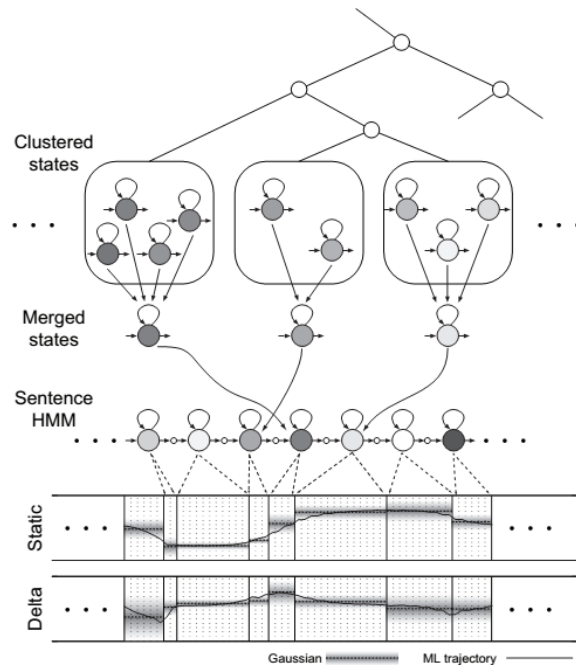 Clustered
states
Merged
states
Sentence
HMM
Static
Delta
Gaussian
ML trajectory